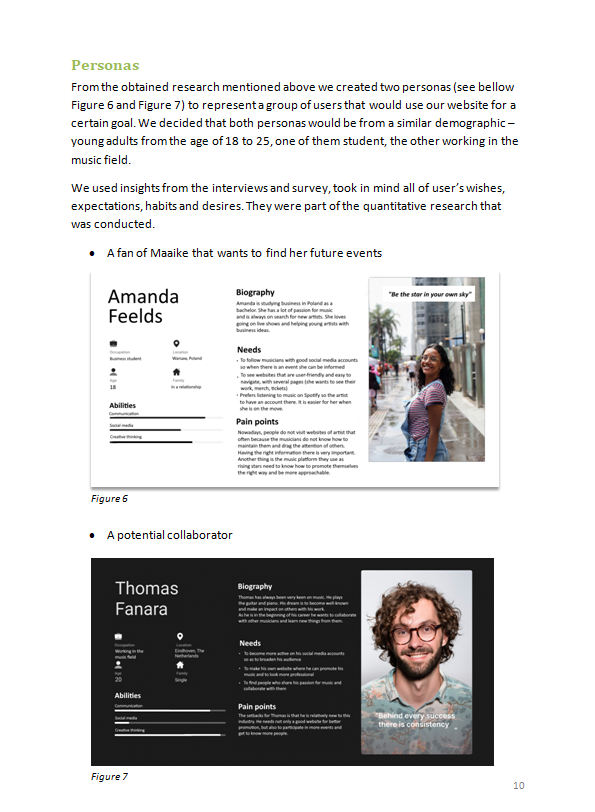 Personas
From the obtained research mentioned above we created two personas (see bellow
Figure 6 and Figure 7) to represent a group of users that would use our website for a
certain goal. We decided that both personas would be from a similar demographic –
young adults from the age of 18 to 25, one of them student, the other working in the
music field.
We used insights from the interviews and survey, took in mind all of user's wishes,
expectations, habits and desires. They were part of the quantitative research that
was conducted.
• A fan of Maaike that wants to find her future events
Amanda
Feelds
Occupation
Business student
Location
Warsaw, Poland
Age
18
Family
In a relationship
Abilities
Communication
Social media
Creative thinking
Biography
Amanda is studying business in Poland as a
bachelor. She has a lot of passion for music
and is always on search for new artists. She loves
going on live shows and helping young artists with
business ideas.
Needs
- To follow musicians with good social media accounts
so when there is an event she can be informed
- To see websites that are user-friendly and easy to
navigate, with several pages (she wants to see their
work, merch, tickets)
- Prefers listening to music on Spotify so the artist
to have an account there. It is easier for her when
she is on the move.
Pain points
Nowadays, people do not visit websites of artist that
often because the musicians do not know how to
maintain them and drag the attention of others.
Having the right information there is very important.
Another thing is the music platform they use as
rising stars need to know how to promote themselves
the right way and be more approachable.
"Be the star in your own sky"
Figure 6
• A potential collaborator
Thomas
Fanara
Occupation
Working in the
music field
Location
Eindhoven, The
Netherlands
Age
20
Family
Single
Abilities
Communication
Social media
Creative thinking
Biography
Thomas has always been very keen on music. He plays
the guitar and piano. His dream is to become well-known
and make an impact on others with his work.
As he is in the beginning of his career he wants to collaborate
with other musicians and learn new things from them.
Needs
• To become more active on his social media accounts
so as to broaden his audience
• To make his own website where he can promote his
music and to look more professional
• To find people who share his passion for music and
collaborate with them
Pain points
The setbacks for Thomas is that he is relatively new to this
industry. He needs not only a good website for better
promotion, but also to participate in more events and
get to know more people.
"Behind every success
there is consistency
Figure 7
10